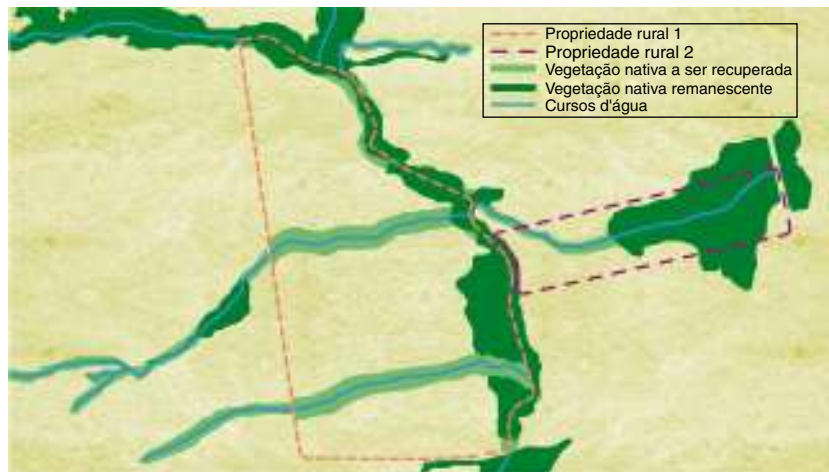 Propriedade rural 1
Propriedade rural 2
Vegetação nativa a ser recuperada
Vegetação nativa remanescente
Cursos d'água